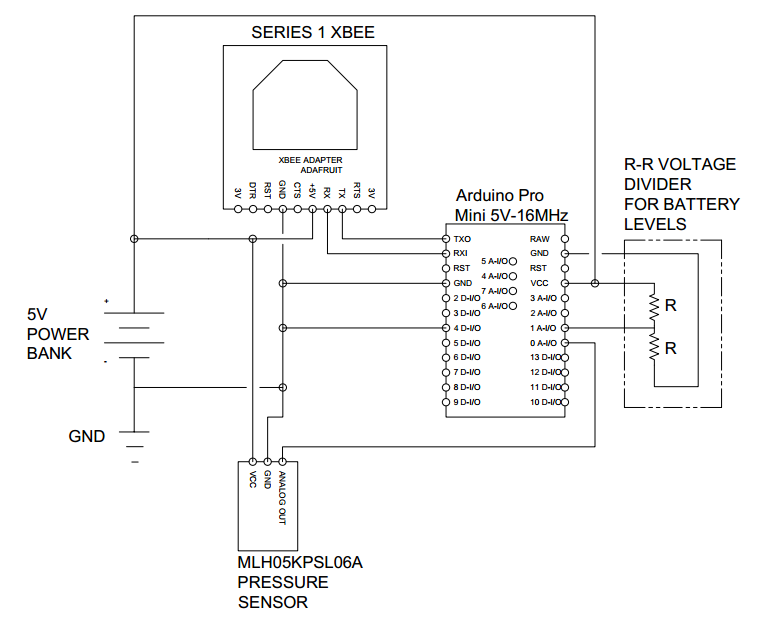 SERIES 1 XBEE
XBEE ADAPTER
ADAFRUIT
3V
DTR
RST
GND
CTS
+5V
RX
TX
RTS
3V
R-R VOLTAGE
DIVIDER
FOR BATTERY
LEVELS
Arduino Pro
Mini 5V-16MHz
TXO
RXI
RST
GND
2 D-I/O
3 D-I/O
4 D-I/O
5 D-I/O
6 D-I/O
7 D-I/O
8 D-I/O
9 D-I/O
5 A-I/O
4 A-I/O
7 A-I/O
6 A-I/O
RAW
GND
RST
VCC
3 A-I/O
2 A-I/O
1 A-I/O
0 A-I/O
13 D-I/O
12 D-I/O
11 D-I/O
10 D-I/O
R
R
+
5V
POWER
BANK
-
GND
VCC
GND
ANALOG OUT
MLH05KPSL06A
PRESSURE
SENSOR